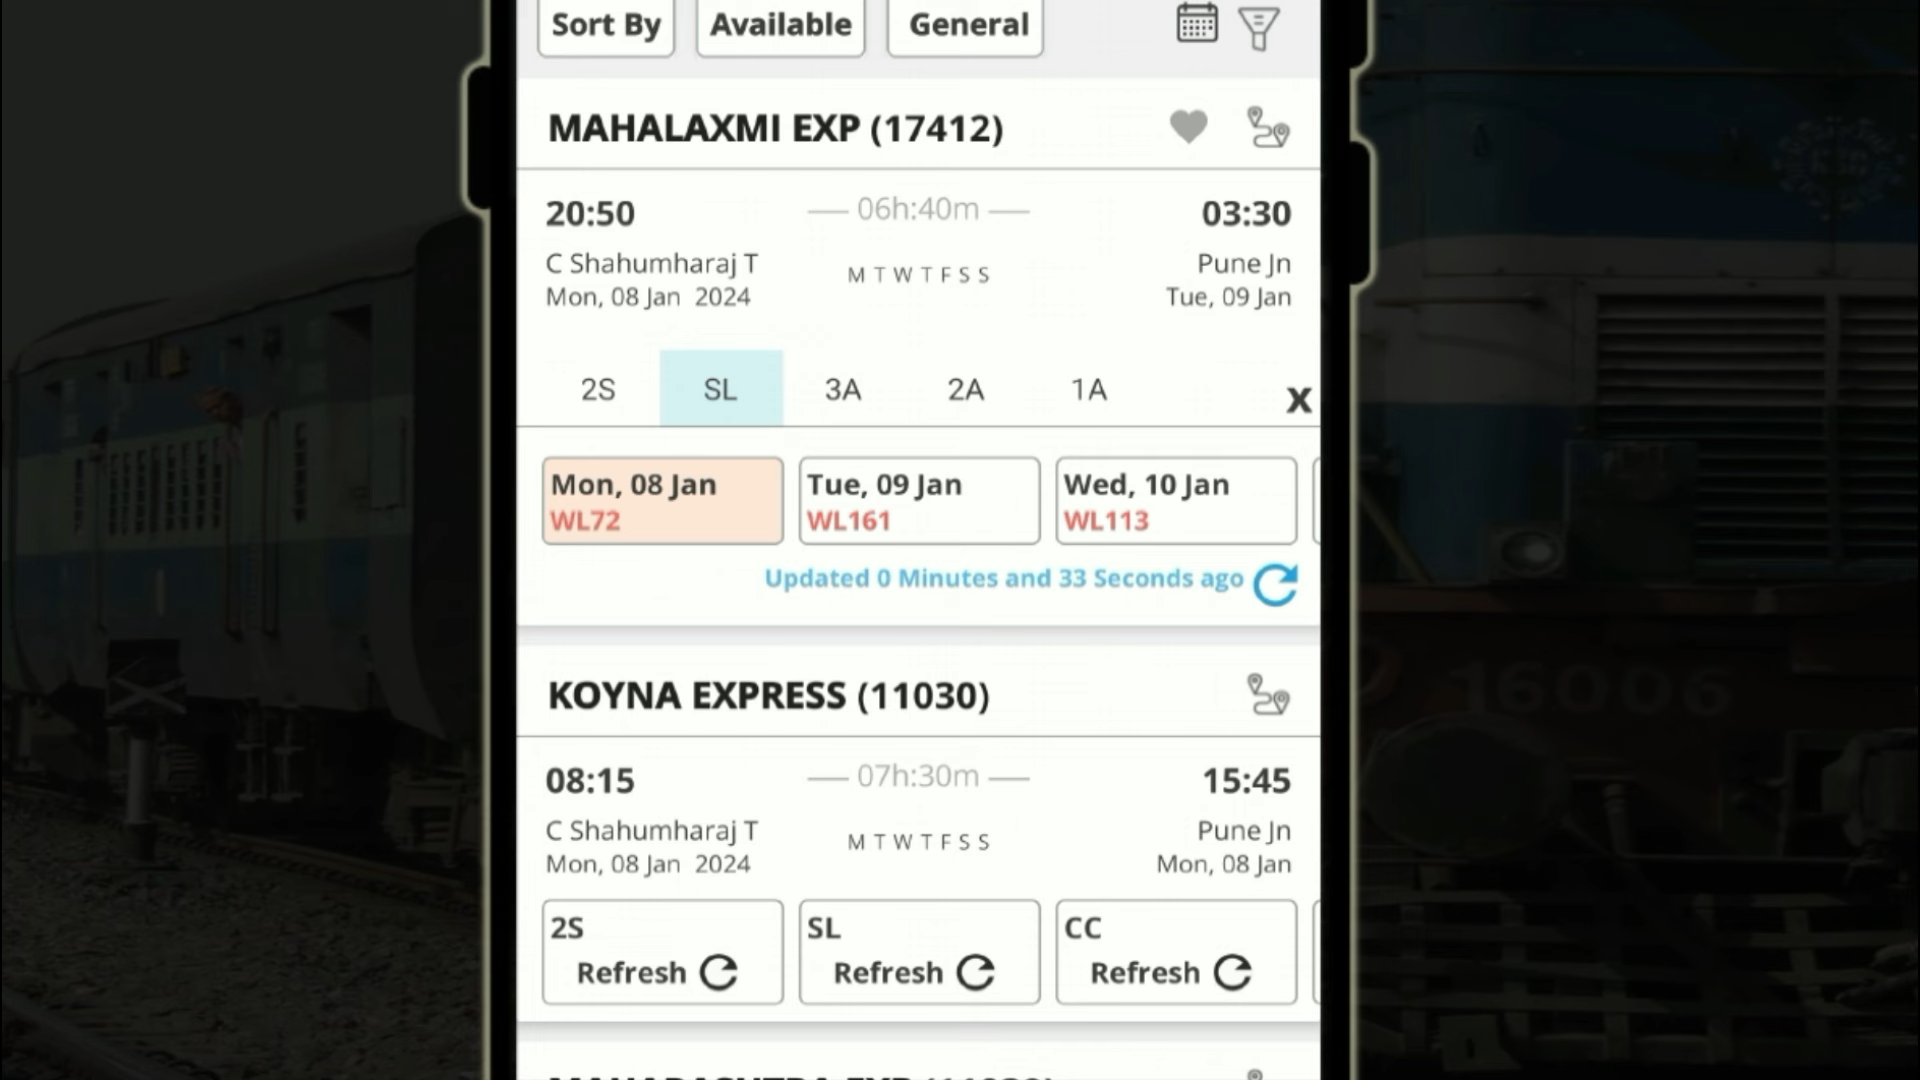 Sort By
Available
General
MAHALAXMI EXP (17412)
20:50
06h:40m
03:30
C Shahumharaj T
M T W T F S S
Pune Jn
Mon, 08 Jan 2024
Tue, 09 Jan
2S
SL
3A
2A
1A
X
Mon, 08 Jan
WL72
Tue, 09 Jan
WL161
Wed, 10 Jan
WL113
Updated 0 Minutes and 33 Seconds ago
KOYNA EXPRESS (11030)
08:15
07h:30m
15:45
C Shahumharaj T
M T W T F S S
Pune Jn
Mon, 08 Jan 2024
Mon, 08 Jan
2S
Refresh
SL
Refresh
CC
Refresh
16006